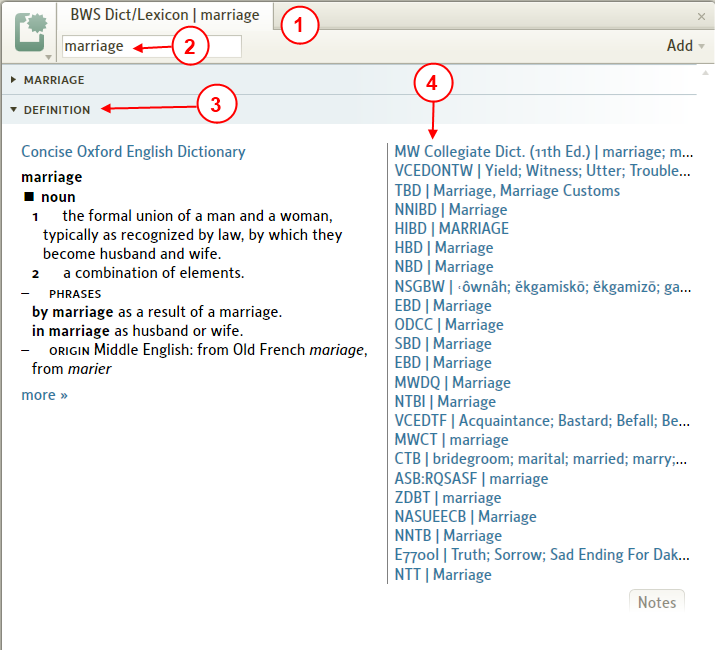 BWS Dict/Lexicon | marriage
×
1
marriage
2
Add
MARRIAGE
DEFINITION
3
4
Concise Oxford English Dictionary
marriage
■ noun
1 the formal union of a man and a woman,
typically as recognized by law, by which they
become husband and wife.
2 a combination of elements.
– PHRASES
by marriage as a result of a marriage.
in marriage as husband or wife.
– ORIGIN Middle English: from Old French mariage,
from marier
more »
MW Collegiate Dict. (11th Ed.) | marriage; m...
VCEDONTW | Yield; Witness; Utter; Trouble...
TBD | Marriage, Marriage Customs
NNIBD | Marriage
HIBD | MARRIAGE
HBD | Marriage
NBD | Marriage
NSGBW | ʿôwnâh; ĕkgamiskō; ĕkgamizō; ga...
EBD | Marriage
ODCC | Marriage
SBD | Marriage
EBD | Marriage
MWDQ | Marriage
NTBI | Marriage
VCEDTF | Acquaintance; Bastard; Befall; Be...
MWCT | marriage
CTB | bridegroom; marital; married; marry;...
ASB:RQSASF | marriage
ZDBT | marriage
NASUEECB | Marriage
NNTB | Marriage
E7700I | Truth; Sorrow; Sad Ending For Dak...
NTT | Marriage
Notes